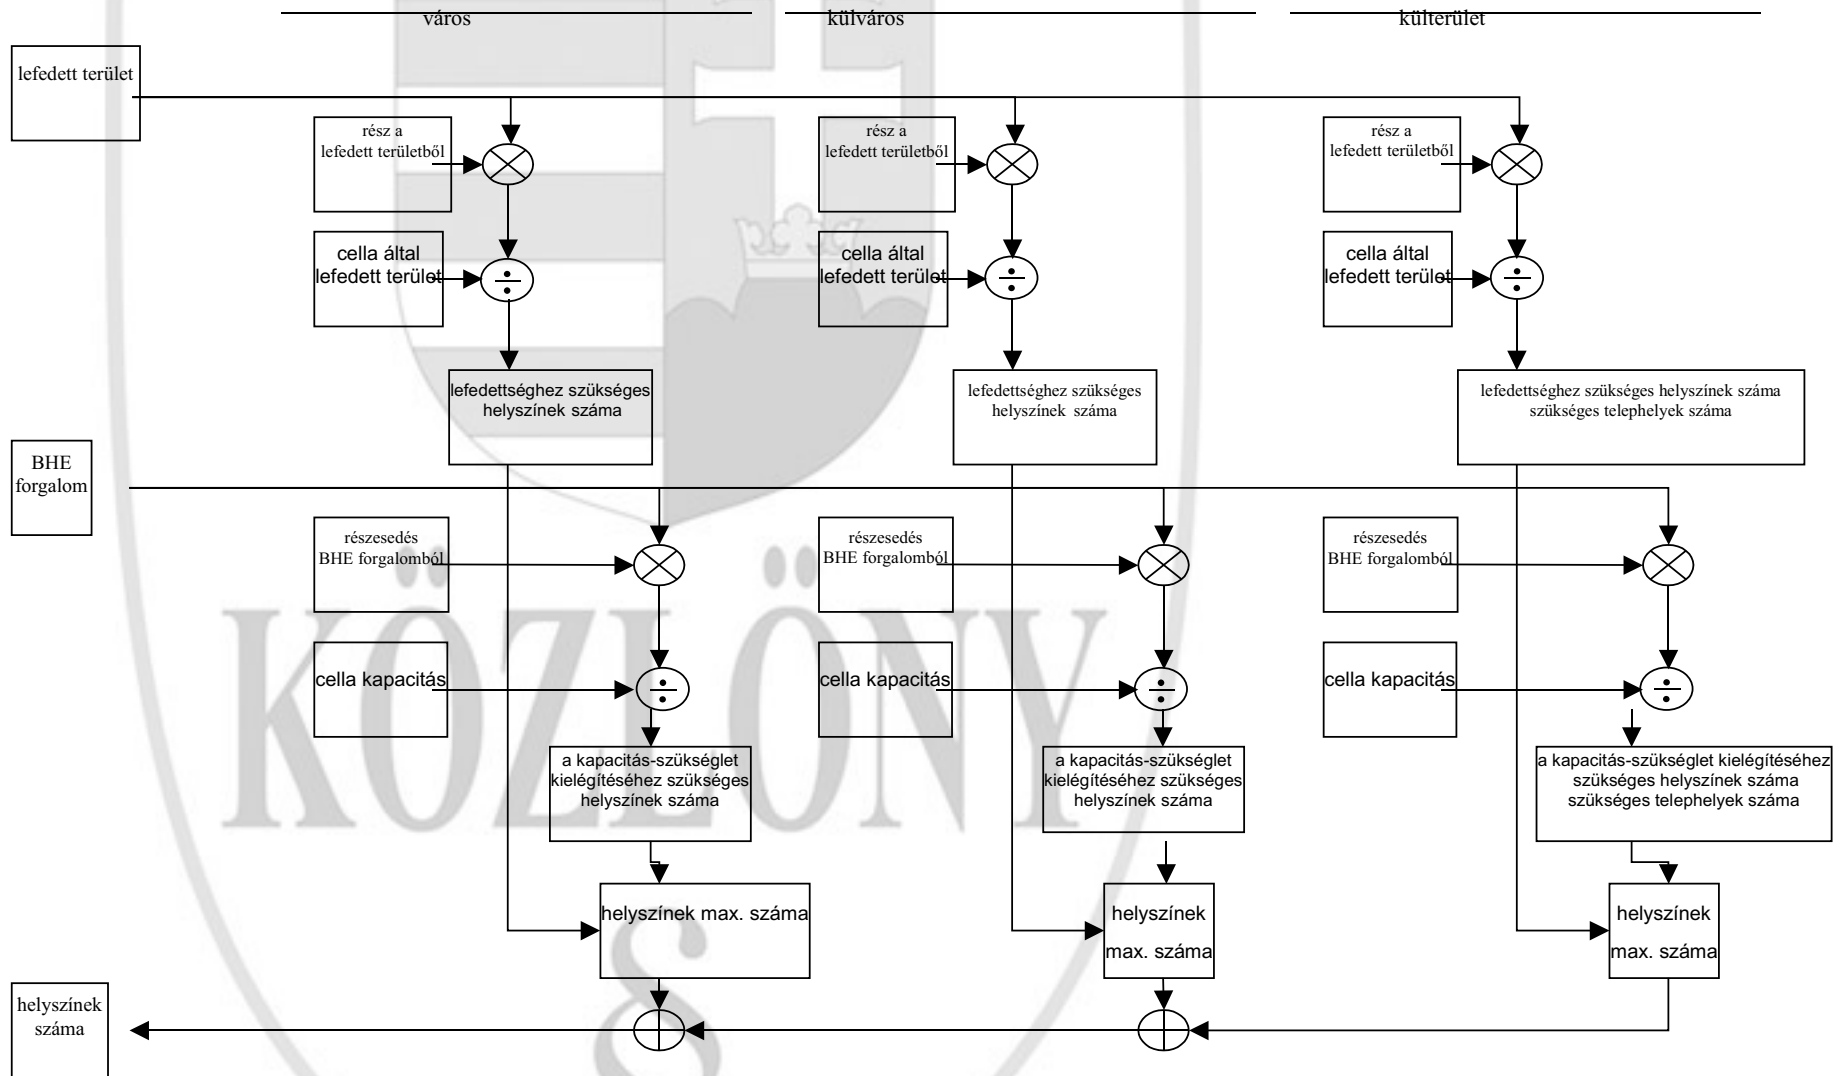 város
külváros
külterület
lefedett terület
rész a
lefedett területből
rész a
lefedett területből
rész a
lefedett területből
cella által
lefedett terület
cella által
lefedett terület
cella által
lefedett terület
lefedettséghez szükséges
helyszínek száma
lefedettséghez szükséges
helyszínek száma
lefedettséghez szükséges helyszínek száma
szükséges telephelyek száma
BHE
forgalom
részesedés
BHE forgalomból
részesedés
BHE forgalomból
részesedés
BHE forgalomból
KÖZLÖNY
cella kapacitás
cella kapacitás
cella kapacitás
a kapacitás-szükséglet
kielégítéséhez szükséges
helyszínek száma
a kapacitás-szükséglet
kielégítéséhez szükséges
helyszínek száma
a kapacitás-szükséglet kielégítéséhez
szükséges helyszínek száma
szükséges telephelyek száma
helyszínek max. száma
helyszínek
max. száma
helyszínek
max. száma
helyszínek
száma